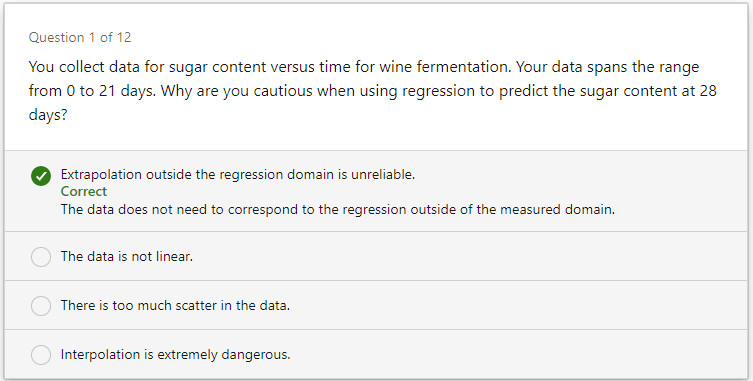 Question 1 of 12
You collect data for sugar content versus time for wine fermentation. Your data spans the range
from 0 to 21 days. Why are you cautious when using regression to predict the sugar content at 28
days?
Extrapolation outside the regression domain is unreliable.
Correct
The data does not need to correspond to the regression outside of the measured domain.
The data is not linear.
There is too much scatter in the data.
Interpolation is extremely dangerous.